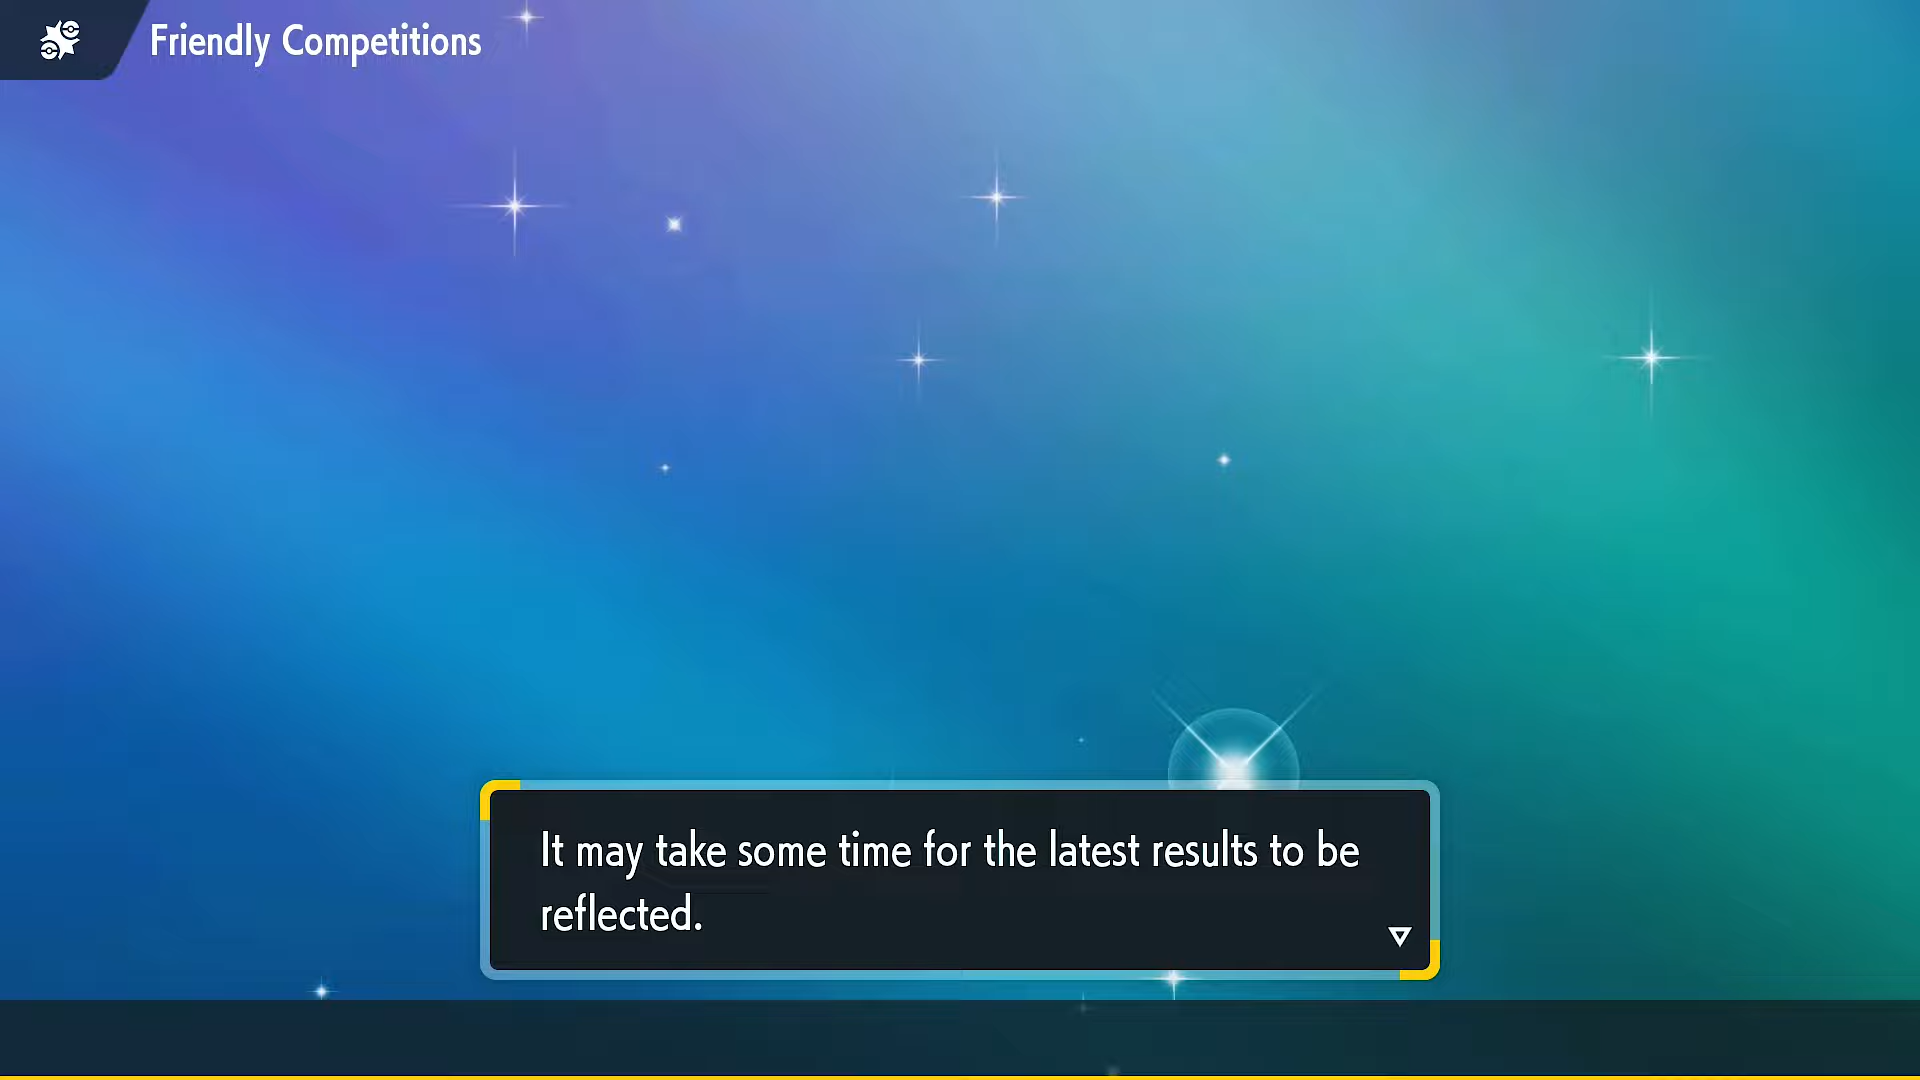 Friendly Competitions
It may take some time for the latest results to be
reflected.